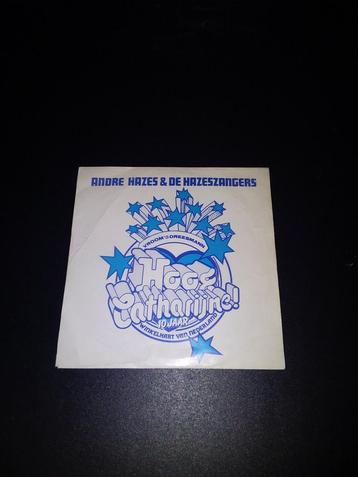 ANDRE HAZES & DE HAZESZANGERS
VROOM & DREESMANN
Hoog
Catharijne!
10 JAAR
WINKELHART VAN NEDERLAND